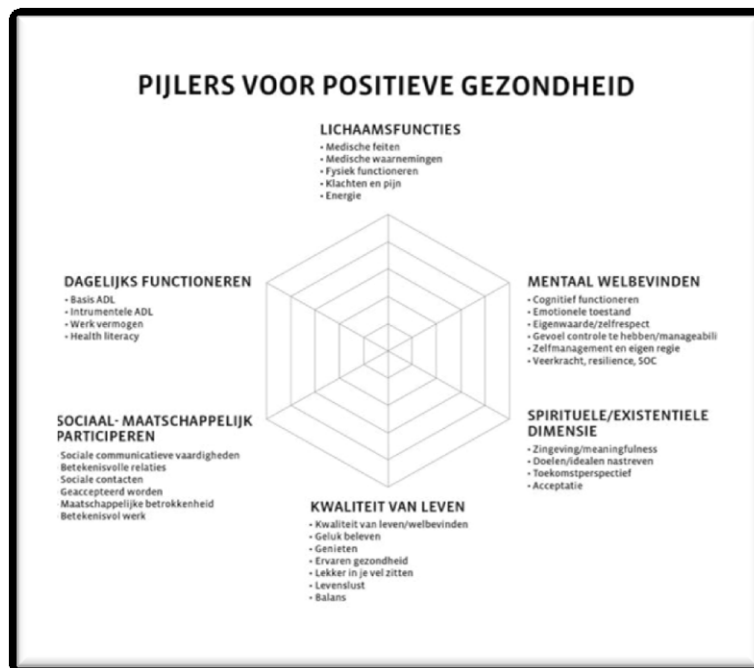 PIJLERS VOOR POSITIEVE GEZONDHEID
LICHAAMSFUNCTIES
• Medische feiten
• Medische waarnemingen
• Fysiek functioneren
• Klachten en pijn
• Energie
DAGELIJKS FUNCTIONEREN
• Basis ADL
• Intrumentele ADL
• Werk vermogen
• Health literacy
MENTAAL WELBEVINDEN
• Cognitief functioneren
• Emotionele toestand
• Eigenwaarde/zelfrespect
• Gevoel controle te hebben/manageabili
• Zelfmanagement en eigen regie
• Veerkracht, resilience, SOC
SOCIAAL- MAATSCHAPPELIJK
PARTICIPEREN
Sociale communicatieve vaardigheden
Betekenisvolle relaties
Sociale contacten
Geaccepteerd worden
Maatschappelijke betrokkenheid
Betekenisvol werk
SPIRITUELE/EXISTENTIELE
DIMENSIE
• Zingeving/meaningfulness
• Doelen/idealen nastreven
• Toekomstperspectief
• Acceptatie
KWALITEIT VAN LEVEN
• Kwaliteit van leven/welbevinden
• Geluk beleven
• Genieten
• Ervaren gezondheid
• Lekker in je vel zitten
• Levenslust
• Balans